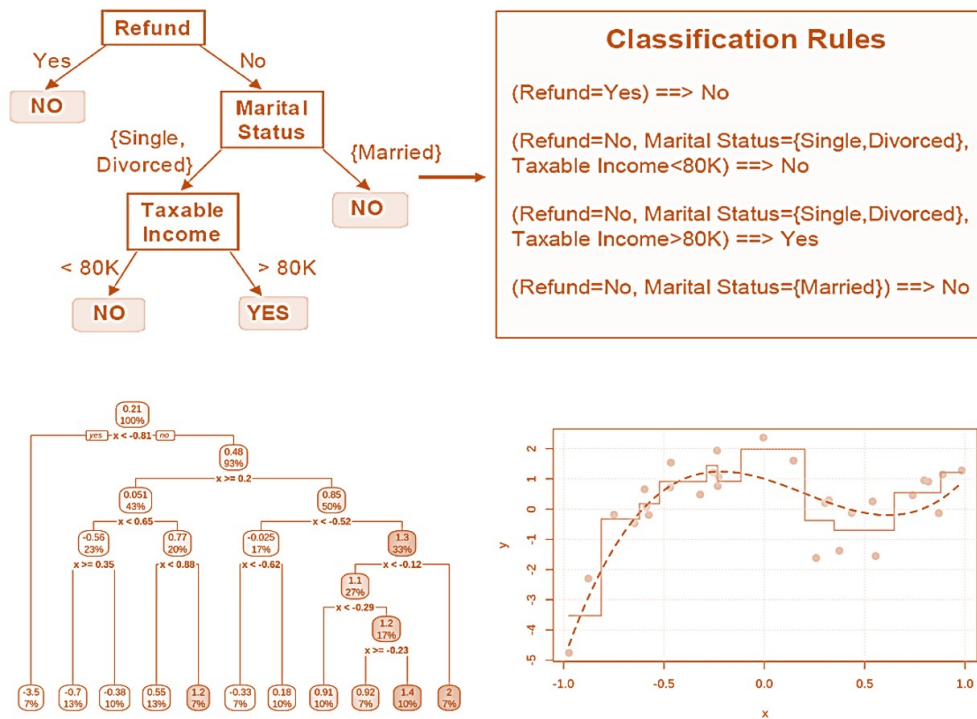 Refund
Yes
No
NO
Marital
Status
{Single,
Divorced}
{Married}
Taxable
Income
NO
< 80K
> 80K
NO
YES
Classification Rules
(Refund=Yes) ==> No
(Refund=No, Marital Status={Single,Divorced},
Taxable Income<80K) ==> No
(Refund=No, Marital Status={Single,Divorced},
Taxable Income>80K) ==> Yes
(Refund=No, Marital Status={Married}) ==> No
0.21
100%
yes x < -0.81 no
0.48
93%
x >= 0.2
0.051
43%
0.85
50%
x < 0.65
x < -0.52
-0.56
23%
0.77
20%
-0.025
17%
1.3
33%
x >= 0.35
x < 0.88
x < -0.62
x < -0.12
1.1
27%
x < -0.29
1.2
17%
x >= -0.23
-3.5 -0.7 -0.38 0.55 1.2 -0.33 0.18 0.91 0.92 1.4 2
7% 13% 10% 13% 7% 7% 10% 10% 7% 10% 7%
y
2
1
0
-1
-2
-3
-4
-5
-1.0 -0.5 0.0 0.5 1.0
x